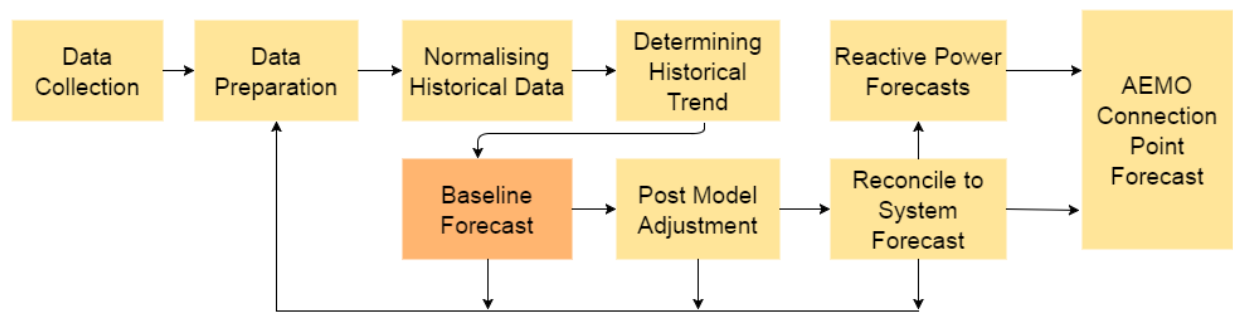 Data
Collection
Data
Preparation
Normalising
Historical Data
Determining
Historical
Trend
Reactive Power
Forecasts
AEMO
Connection
Point
Forecast
Baseline
Forecast
Post Model
Adjustment
Reconcile to
System
Forecast